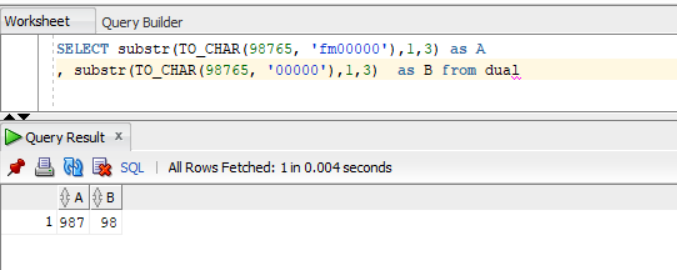 Worksheet Query Builder
SELECT substr(TO_CHAR(98765, 'fm00000'),1,3) as A
, substr(TO_CHAR(98765, '00000'),1,3)  as B from dual
Query Result x
SQL | All Rows Fetched: 1 in 0.004 seconds
A B
1 987 98